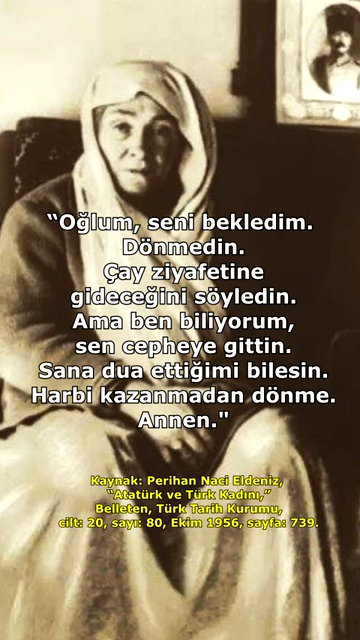 “Oğlum, seni bekledim.
Dönmedin.
Çay ziyafetine
gideceğini söyledin.
Ama ben biliyorum,
sen cepheye gittin.
Sana dua ettiğimi bilesin.
Harbi kazanmadan dönme.
Annen."
Kaynak: Perihan Naci Eldeniz,
“Atatürk ve Türk Kadını,”
Belleten, Türk Tarih Kurumu,
cilt: 20, sayı: 80, Ekim 1956, sayfa: 739.